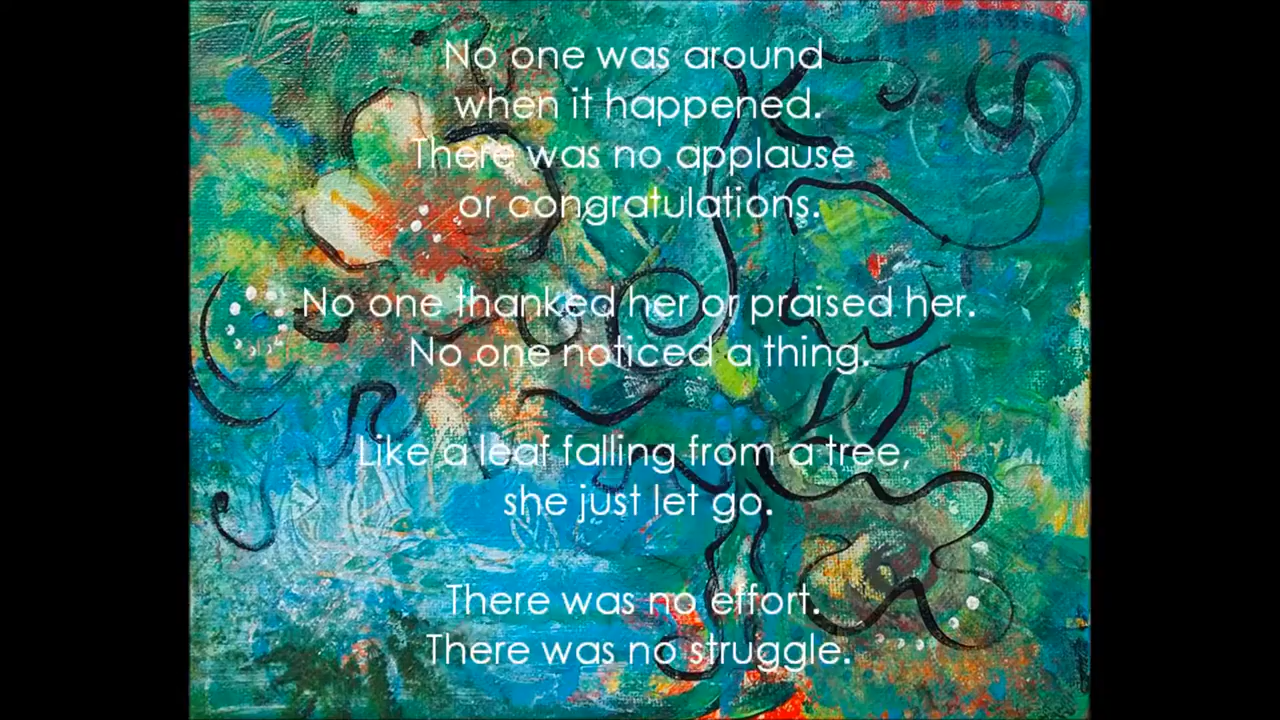 No one was around
when it happened.
There was no applause
or congratulations.
No one thanked her or praised her.
No one noticed a thing.
Like a leaf falling from a tree,
she just let go.
There was no effort.
There was no struggle.